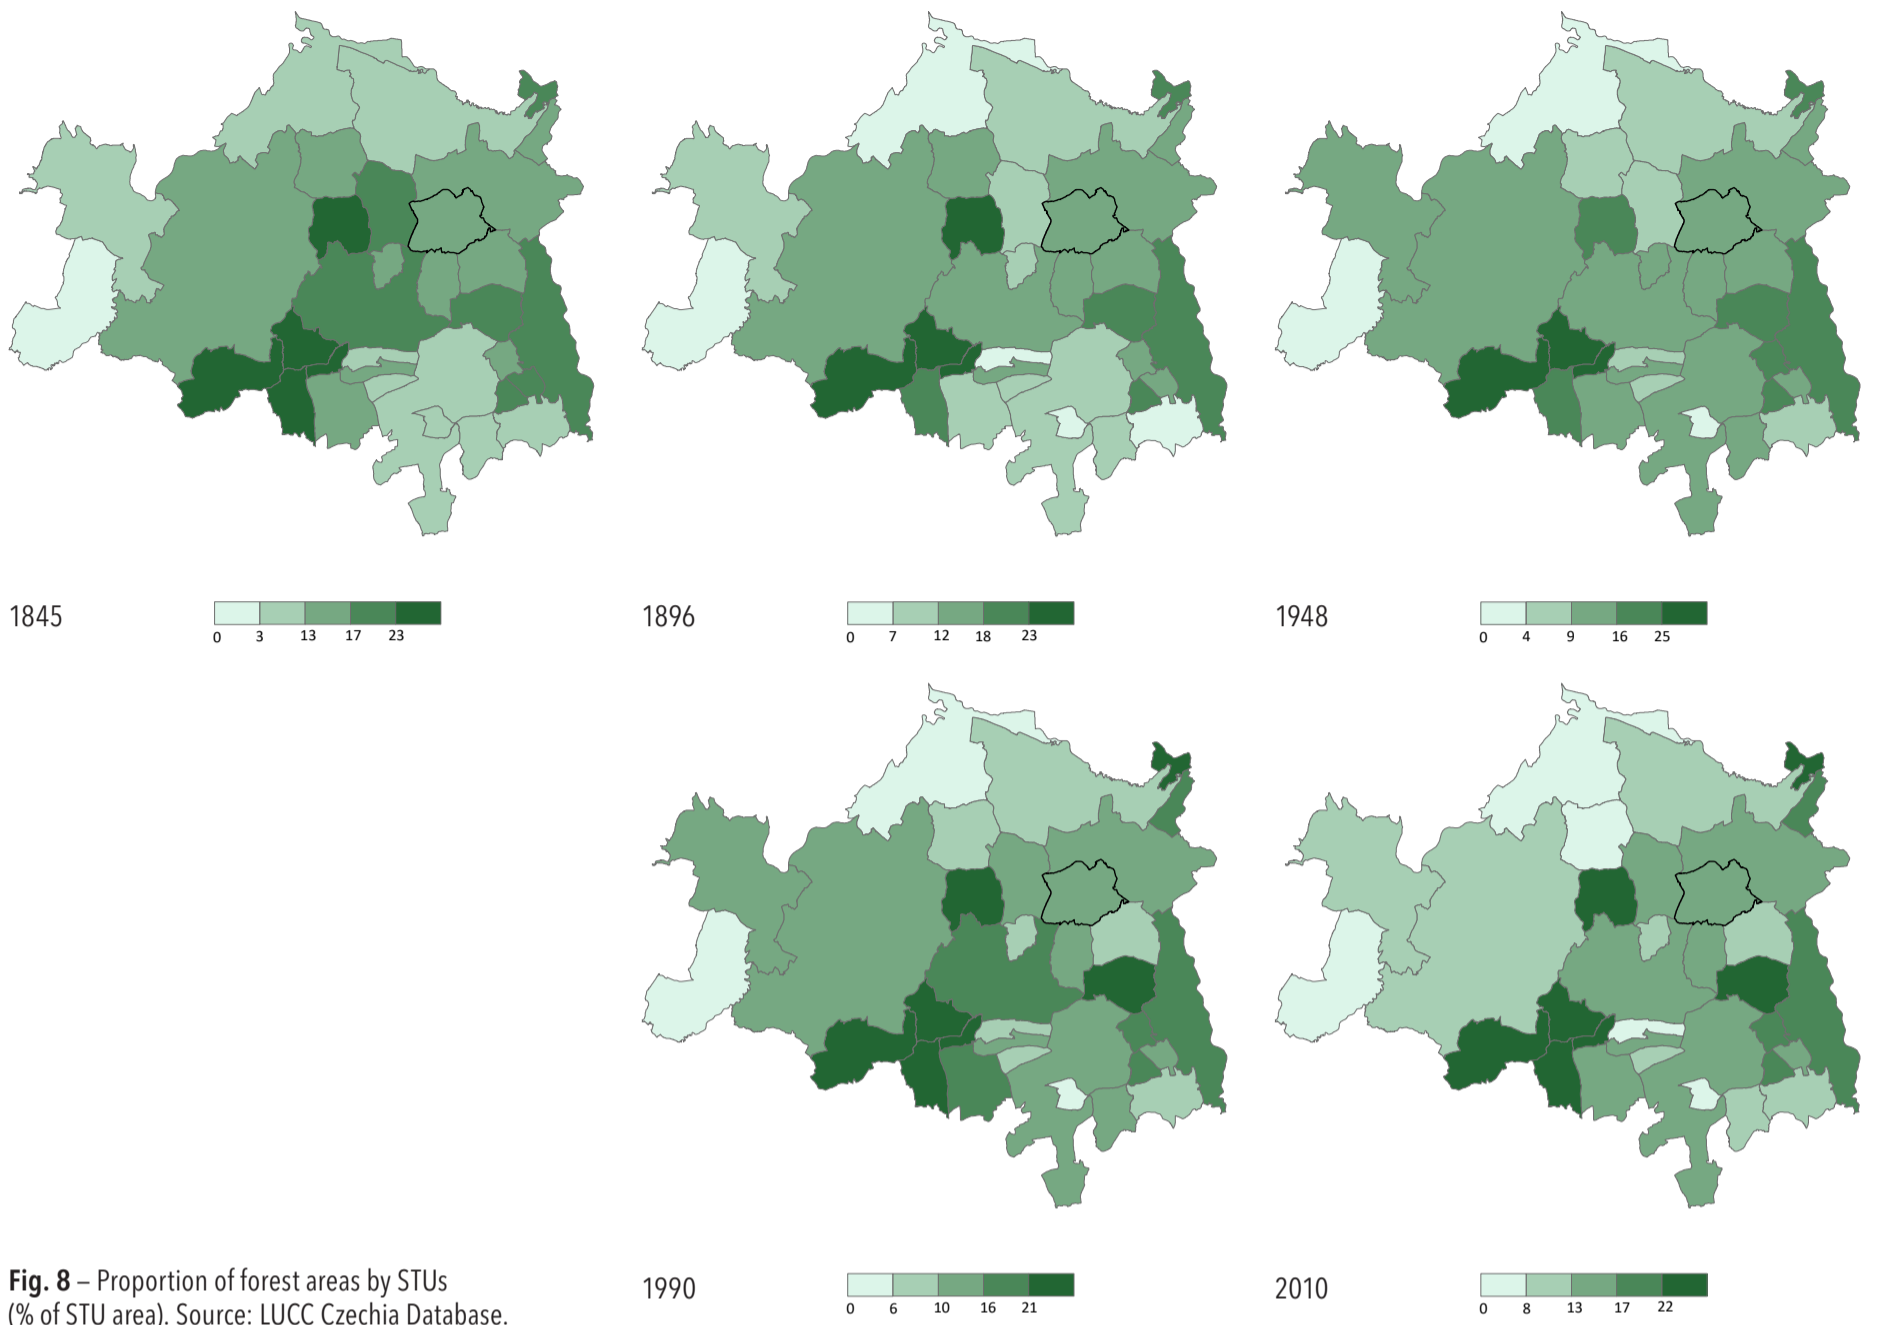 1845
0 3 13 17 23
1896
0 7 12 18 23
1948
0 4 9 16 25
1990
0 6 10 16 21
2010
0 8 13 17 22
Fig. 8 – Proportion of forest areas by STUs
(% of STU area). Source: LUCC Czechia Database.